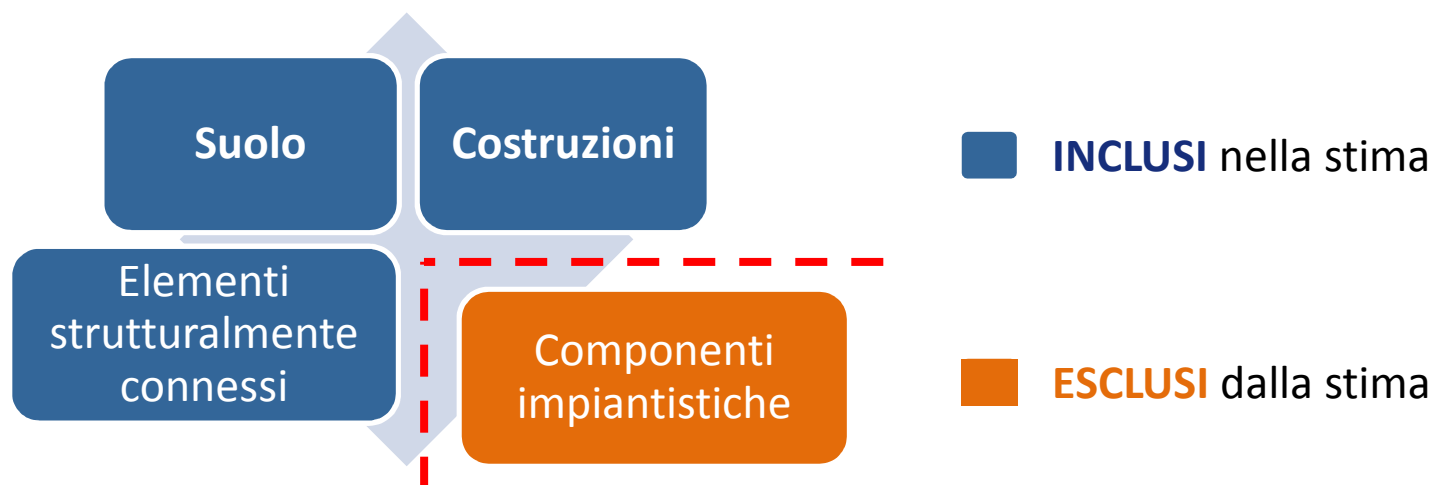 Suolo
Costruzioni
INCLUSI nella stima
Elementi
strutturalmente
connessi
Componenti
impiantistiche
ESCLUSI dalla stima